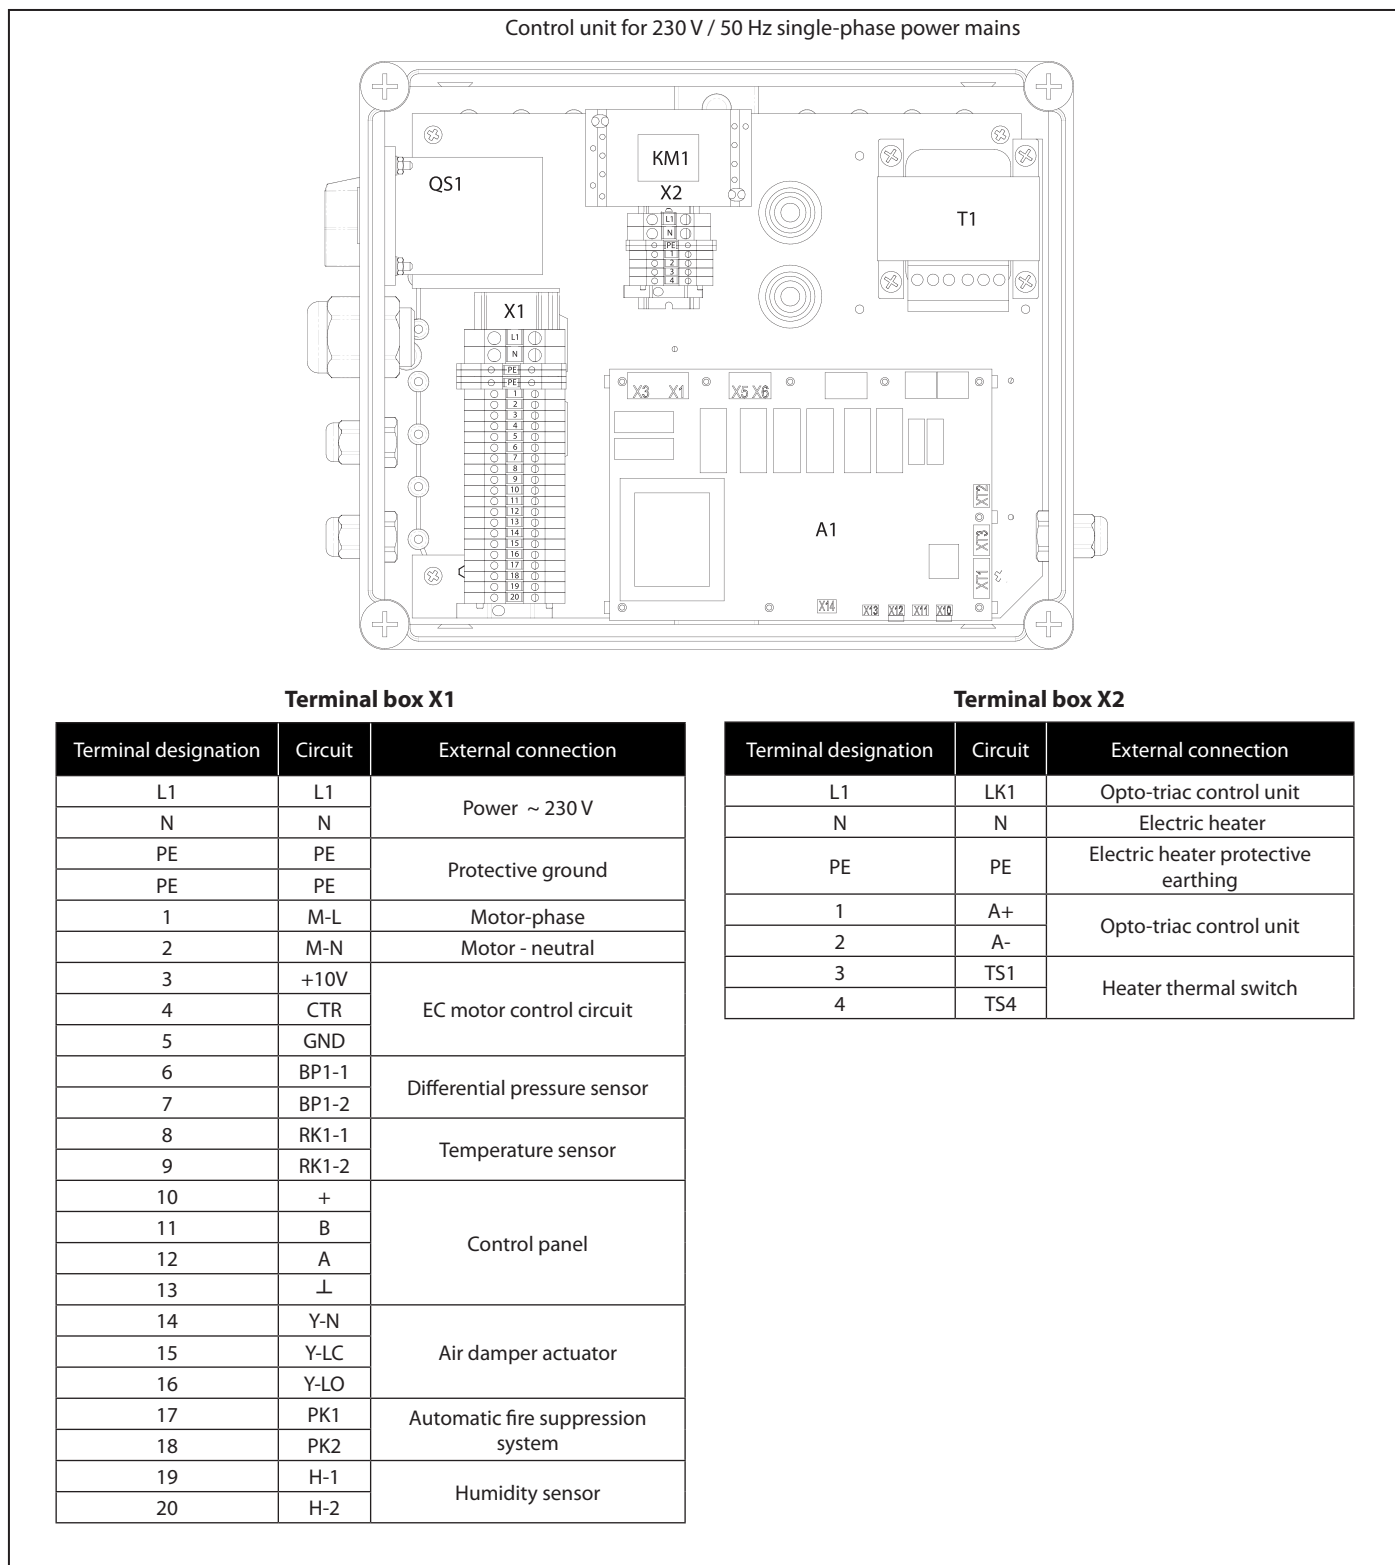 Control unit for 230 V / 50 Hz single-phase power mains
KM1
QS1
X2
T1
L1
N
PE
1
2
3
4
X1
L1
N
PE
PE
1
2
3
4
5
6
7
8
9
10
11
12
13
14
15
16
17
18
19
20
X3 X1 X5 X6
XT2
A1
XT3
XT1
X14 X13 X12 X11 X10
Terminal box X1
Terminal designation Circuit External connection
L1 L1 Power ~ 230 V
N N
PE PE Protective ground
PE PE
1 M-L Motor-phase
2 M-N Motor - neutral
3 +10V
4 CTR EC motor control circuit
5 GND
6 BP1-1 Differential pressure sensor
7 BP1-2
8 RK1-1 Temperature sensor
9 RK1-2
10 +
11 B Control panel
12 A
13 ⊥
14 Y-N
15 Y-LC Air damper actuator
16 Y-LO
17 PK1 Automatic fire suppression
18 PK2 system
19 H-1 Humidity sensor
20 H-2
Terminal box X2
Terminal designation Circuit External connection
L1 LK1 Opto-triac control unit
N N Electric heater
PE PE Electric heater protective
earthing
1 A+ Opto-triac control unit
2 A-
3 TS1 Heater thermal switch
4 TS4